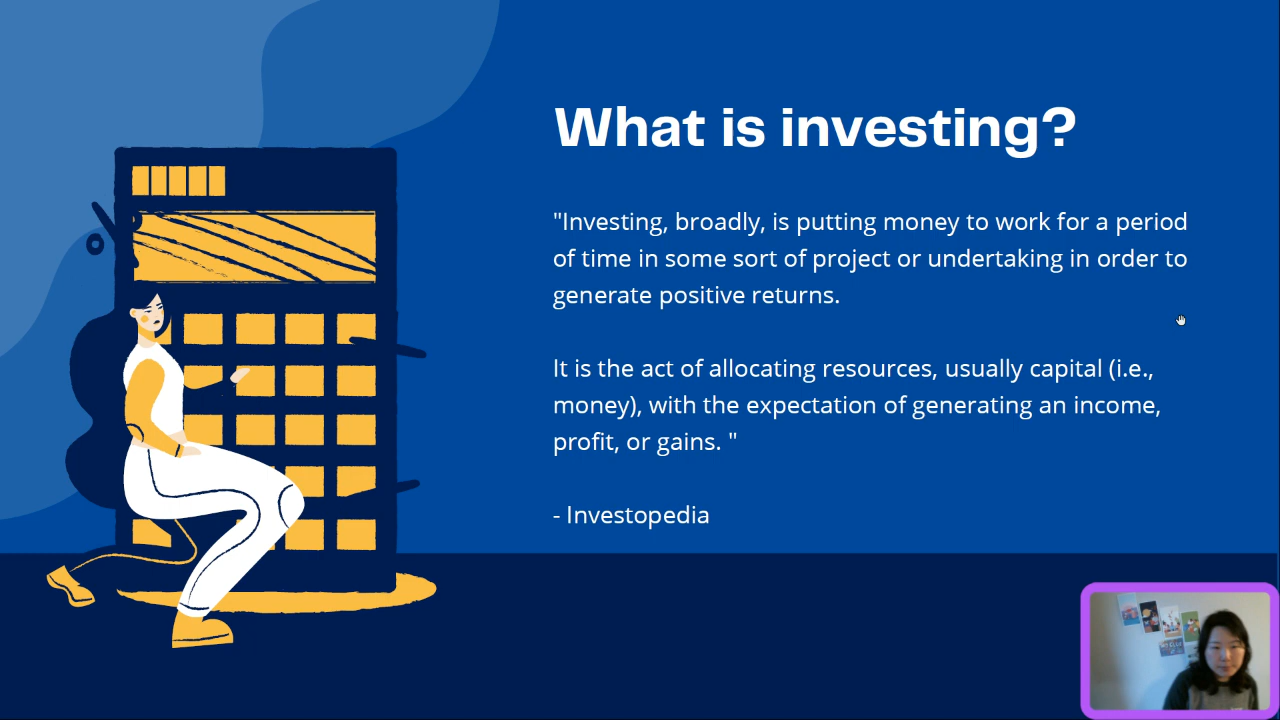 What is investing?
"Investing, broadly, is putting money to work for a period
of time in some sort of project or undertaking in order to
generate positive returns.
It is the act of allocating resources, usually capital (i.e.,
money), with the expectation of generating an income,
profit, or gains. "
- Investopedia